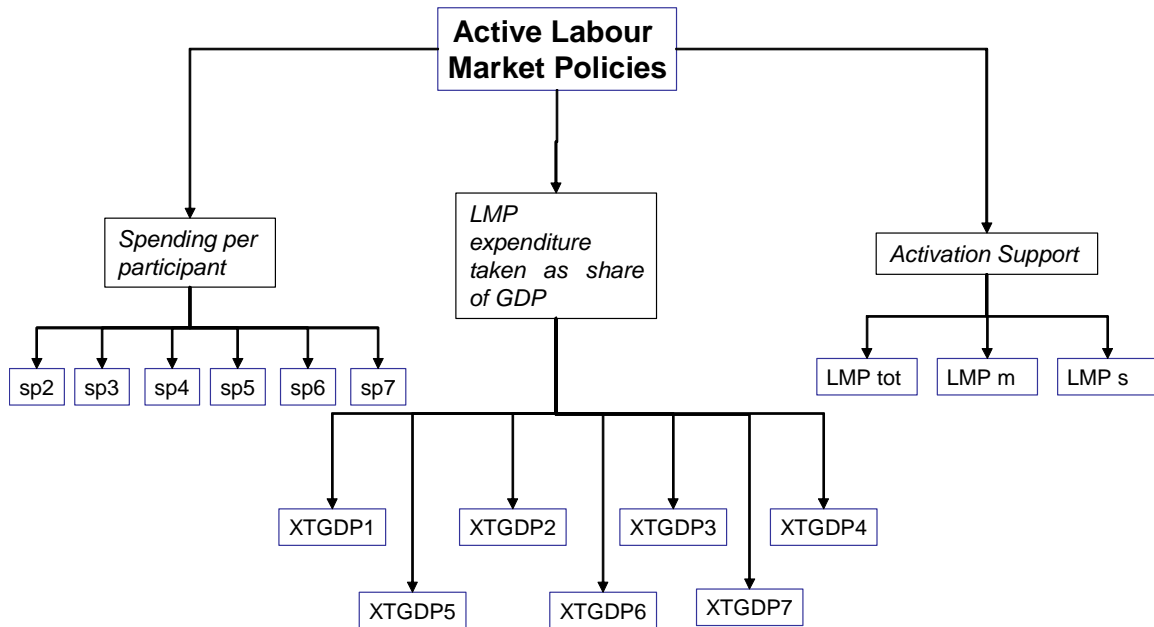 Active Labour
Market Policies
Spending per
participant
LMP
expenditure
taken as share
of GDP
Activation Support
sp2
sp3
sp4
sp5
sp6
sp7
LMP tot
LMP m
LMP s
XTGDP1
XTGDP2
XTGDP3
XTGDP4
XTGDP5
XTGDP6
XTGDP7